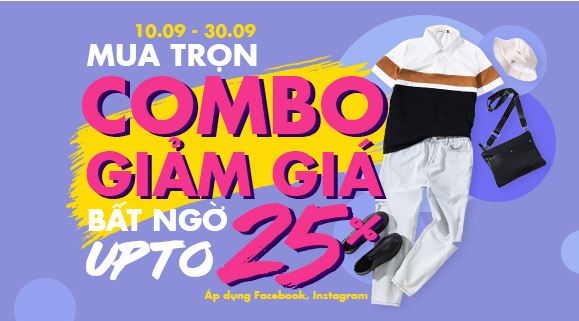 10.09 - 30.09
MUA TRỌN
COMBO
GIẢM GIÁ
BẤT NGỜ
UPTO 25%
Áp dụng Facebook, Instagram